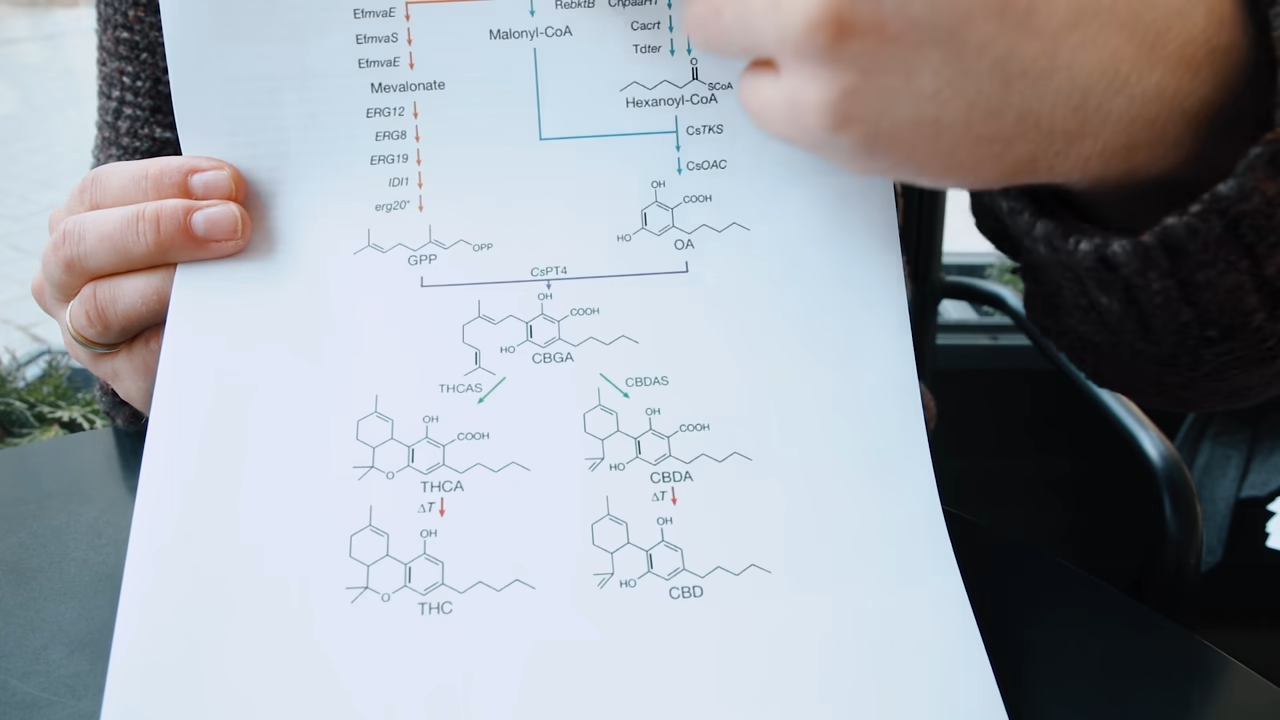 EfmvaE
EfmvaS
EfmvaE
Mevalonate
ERG12
ERG8
ERG19
IDI1
erg20*
OPP
GPP
RebktB
Malonyl-CoA
Cacrt
Tdter
O
SCoA
Hexanoyl-CoA
CsTKS
CsOAC
OH
COOH
HO
OA
CsPT4
OH
COOH
HO
CBGA
THCAS
CBDAS
OH
COOH
O
THCA
OH
COOH
HO
CBDA
ΔT
ΔT
OH
O
THC
OH
HO
CBD